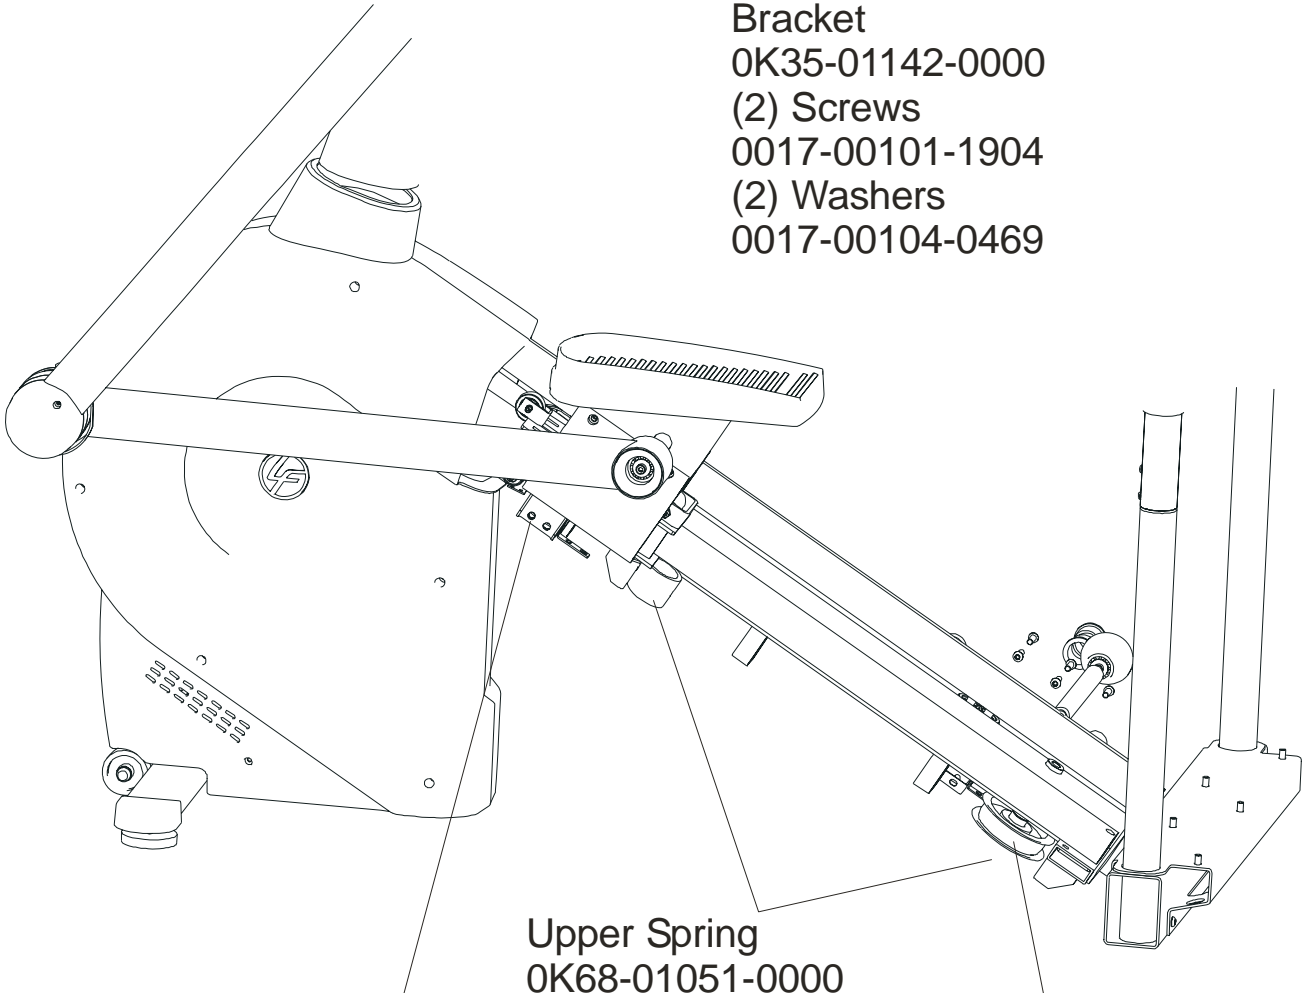 Bracket
0K35-01142-0000
(2) Screws
0017-00101-1904
(2) Washers
0017-00104-0469
Upper Spring
0K68-01051-0000